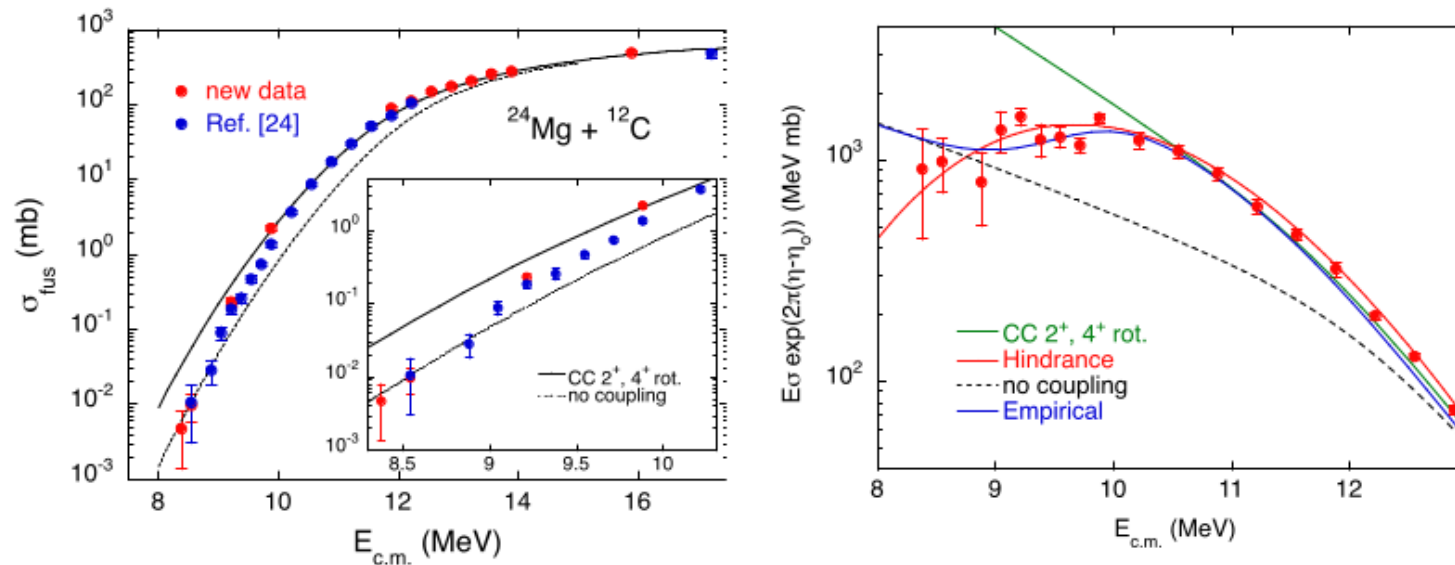 10³
10³
10²
10¹
10⁰
10⁻¹
10⁻²
10⁻³
σ_fus (mb)
new data
Ref. [24]
²⁴Mg + ¹²C
10⁰
10⁻¹
10⁻²
10⁻³
CC 2⁺, 4⁺ rot.
no coupling
8.5 9 9.5 10
8 10 12 14 16
E_c.m. (MeV)
Eσ exp(2π(η-η_o)) (MeV mb)
10³
10²
CC 2⁺, 4⁺ rot.
Hindrance
no coupling
Empirical
8 9 10 11 12
E_c.m. (MeV)